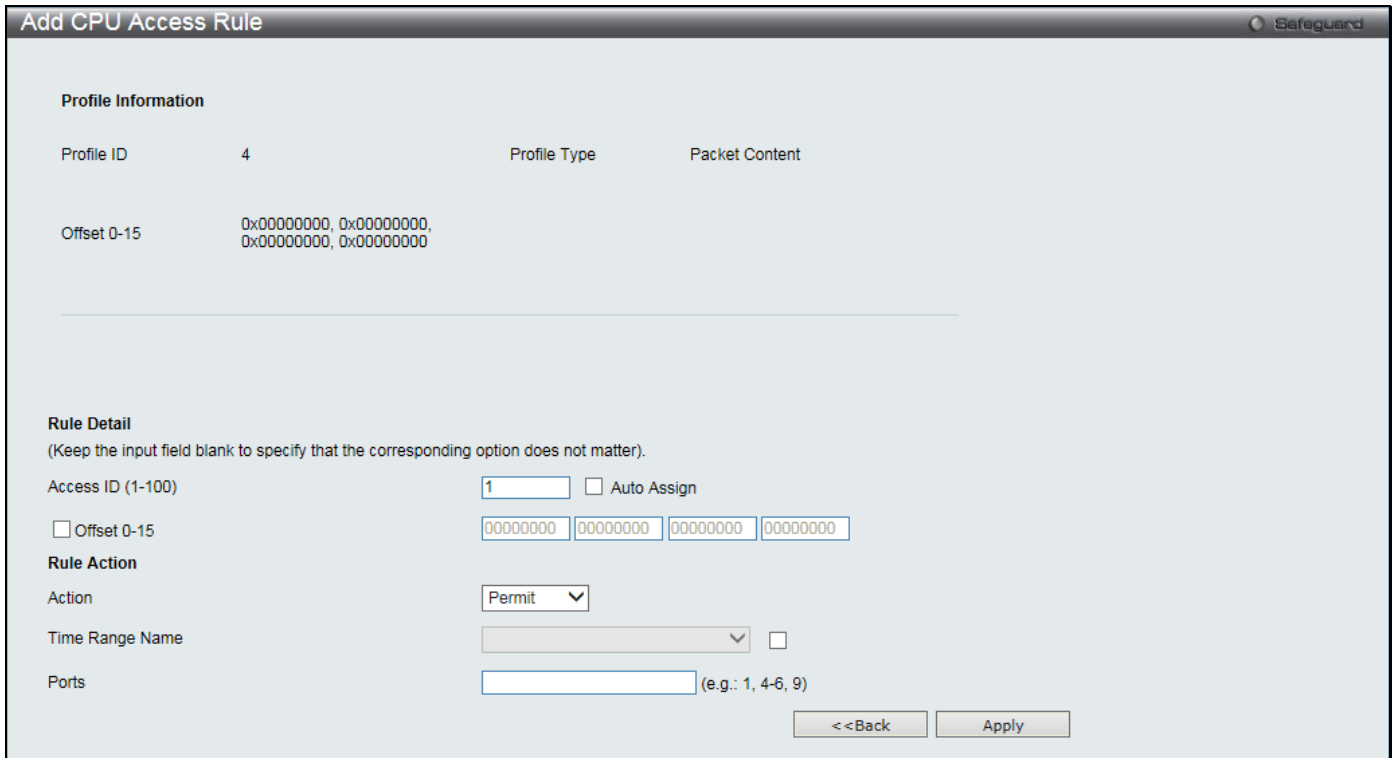 Add CPU Access Rule Safeguard
Profile Information
Profile ID 4 Profile Type Packet Content
Offset 0-15 0x00000000, 0x00000000,
0x00000000, 0x00000000
Rule Detail
(Keep the input field blank to specify that the corresponding option does not matter).
Access ID (1-100) 1 Auto Assign
Offset 0-15 00000000 00000000 00000000 00000000
Rule Action
Action Permit
Time Range Name
Ports (e.g.: 1, 4-6, 9)
<<Back Apply